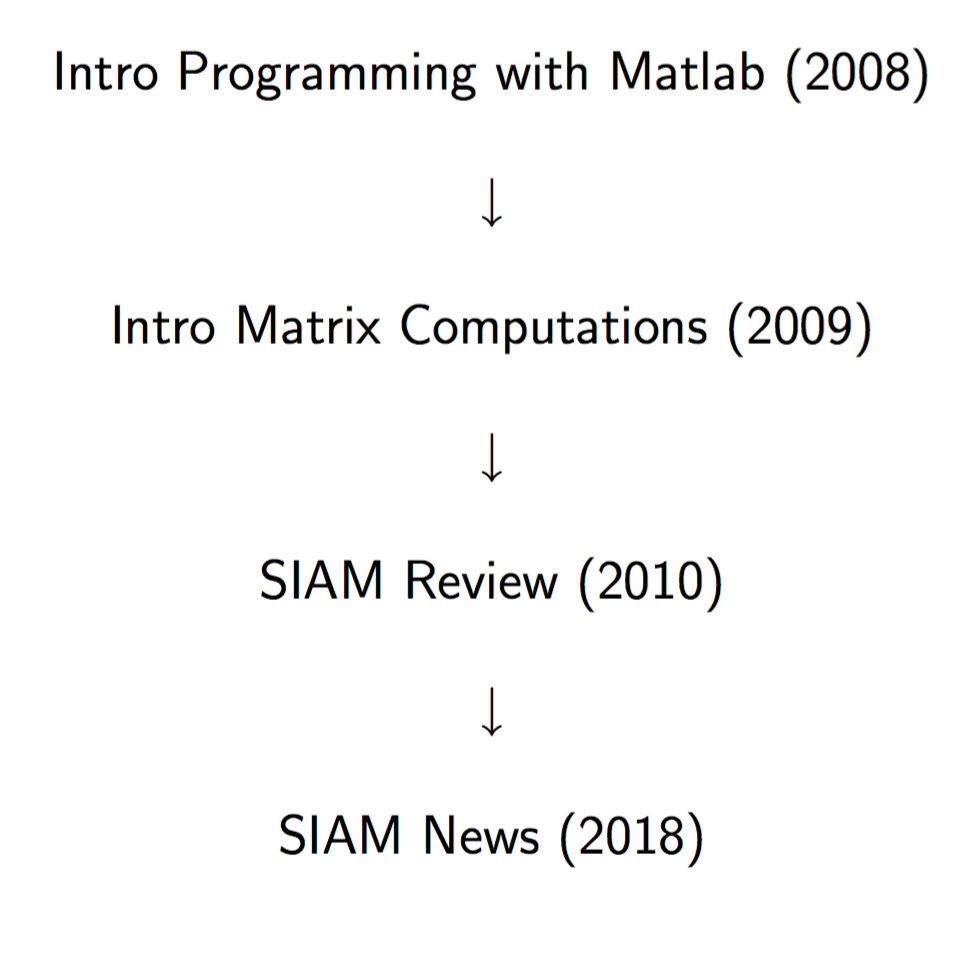 Intro Programming with Matlab (2008)
↓
Intro Matrix Computations (2009)
↓
SIAM Review (2010)
↓
SIAM News (2018)